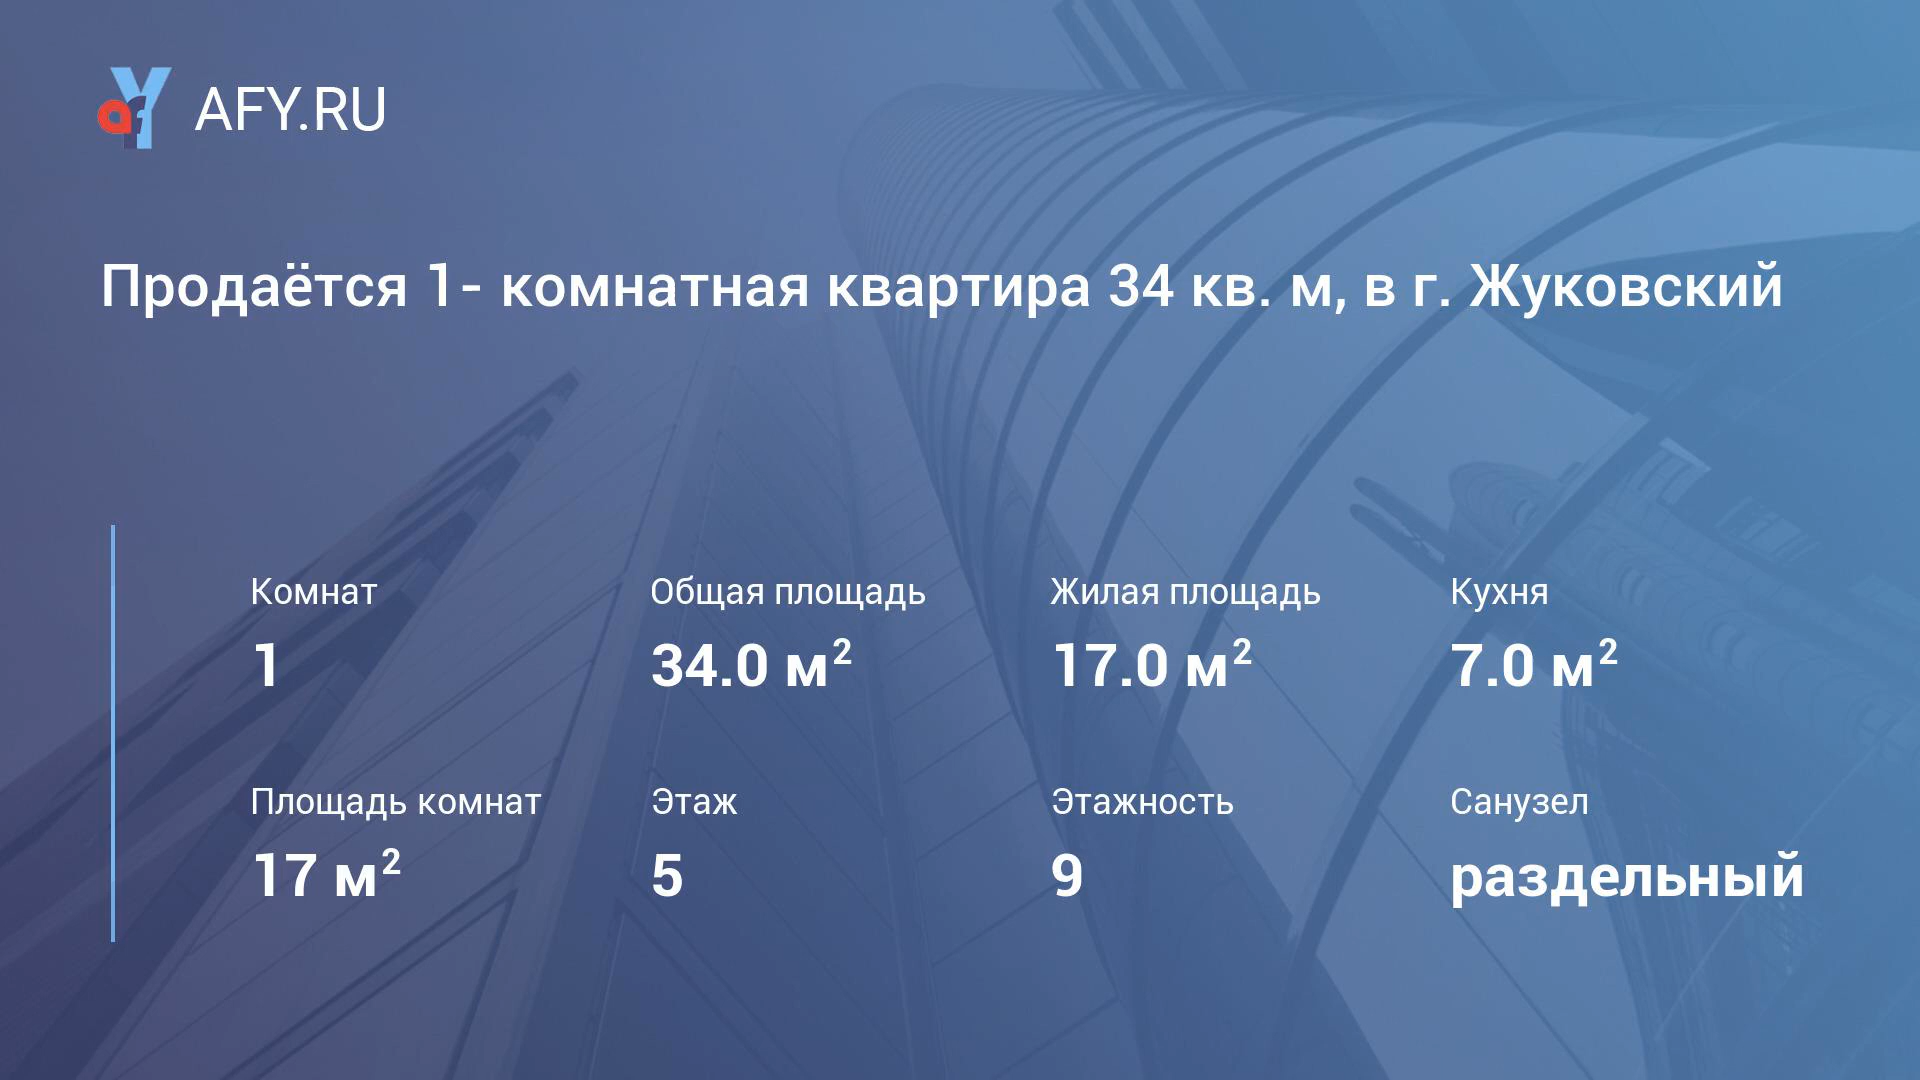 AFY.RU
Продаётся 1- комнатная квартира 34 кв. м, в г. Жуковский
Комнат
1
Общая площадь
34.0 м²
Жилая площадь
17.0 м²
Кухня
7.0 м²
Площадь комнат
17 м²
Этаж
5
Этажность
9
Санузел
раздельный